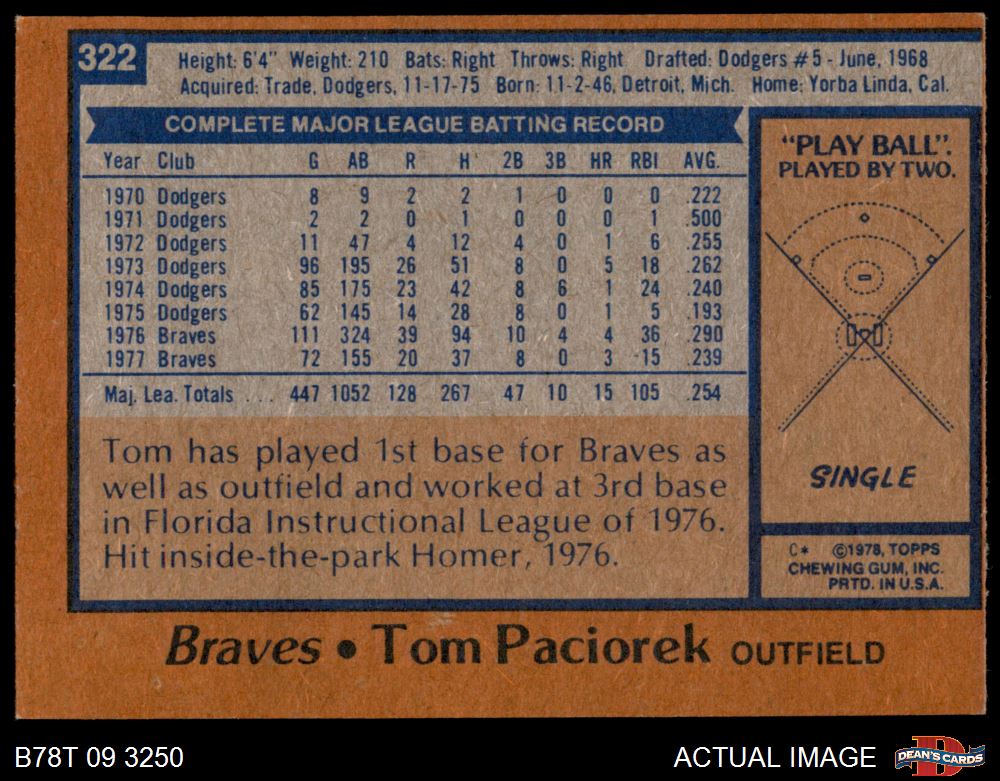 322
Height: 6'4" Weight: 210 Bats: Right Throws: Right Drafted: Dodgers #5 - June, 1968
Acquired: Trade, Dodgers, 11-17-75 Born: 11-2-46, Detroit, Mich. Home: Yorba Linda, Cal.
COMPLETE MAJOR LEAGUE BATTING RECORD
Year Club G AB R H 2B 3B HR RBI AVG.
1970 Dodgers 8 9 2 2 1 0 0 0 .222
1971 Dodgers 2 2 0 1 0 0 0 1 .500
1972 Dodgers 11 47 4 12 4 0 1 6 .255
1973 Dodgers 96 195 26 51 8 0 5 18 .262
1974 Dodgers 85 175 23 42 8 6 1 24 .240
1975 Dodgers 62 145 14 28 8 0 1 5 .193
1976 Braves 111 324 39 94 10 4 4 36 .290
1977 Braves 72 155 20 37 8 0 3 15 .239
Maj. Lea. Totals ... 447 1052 128 267 47 10 15 105 .254
Tom has played 1st base for Braves as
well as outfield and worked at 3rd base
in Florida Instructional League of 1976.
Hit inside-the-park Homer, 1976.
"PLAY BALL".
PLAYED BY TWO.
SINGLE
C* ©1978, TOPPS
CHEWING GUM, INC.
PRTD. IN U.S.A.
Braves • Tom Paciorek OUTFIELD
B78T 09 3250
ACTUAL IMAGE
D
DEAN'S CARDS